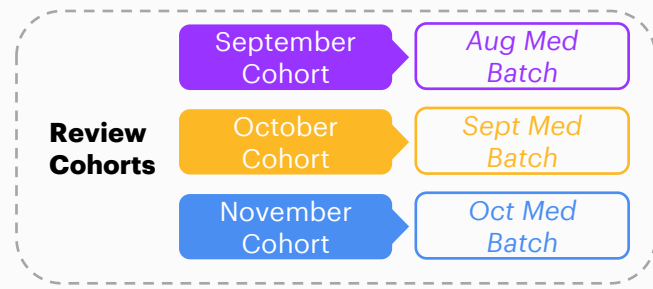 September
Cohort
Aug Med
Batch
Review
Cohorts
October
Cohort
Sept Med
Batch
November
Cohort
Oct Med
Batch